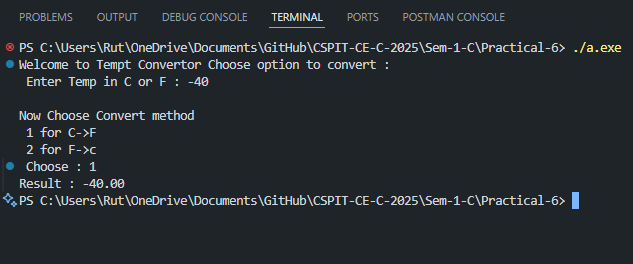 PROBLEMS OUTPUT DEBUG CONSOLE TERMINAL PORTS POSTMAN CONSOLE
PS C:\Users\Rut\OneDrive\Documents\GitHub\CSPIT-CE-C-2025\Sem-1-C\Practical-6> ./a.exe
Welcome to Tempt Convertor Choose option to convert :
 Enter Temp in C or F : -40

Now Choose Convert method
 1 for C->F
 2 for F->c
 Choose : 1
Result : -40.00
PS C:\Users\Rut\OneDrive\Documents\GitHub\CSPIT-CE-C-2025\Sem-1-C\Practical-6>